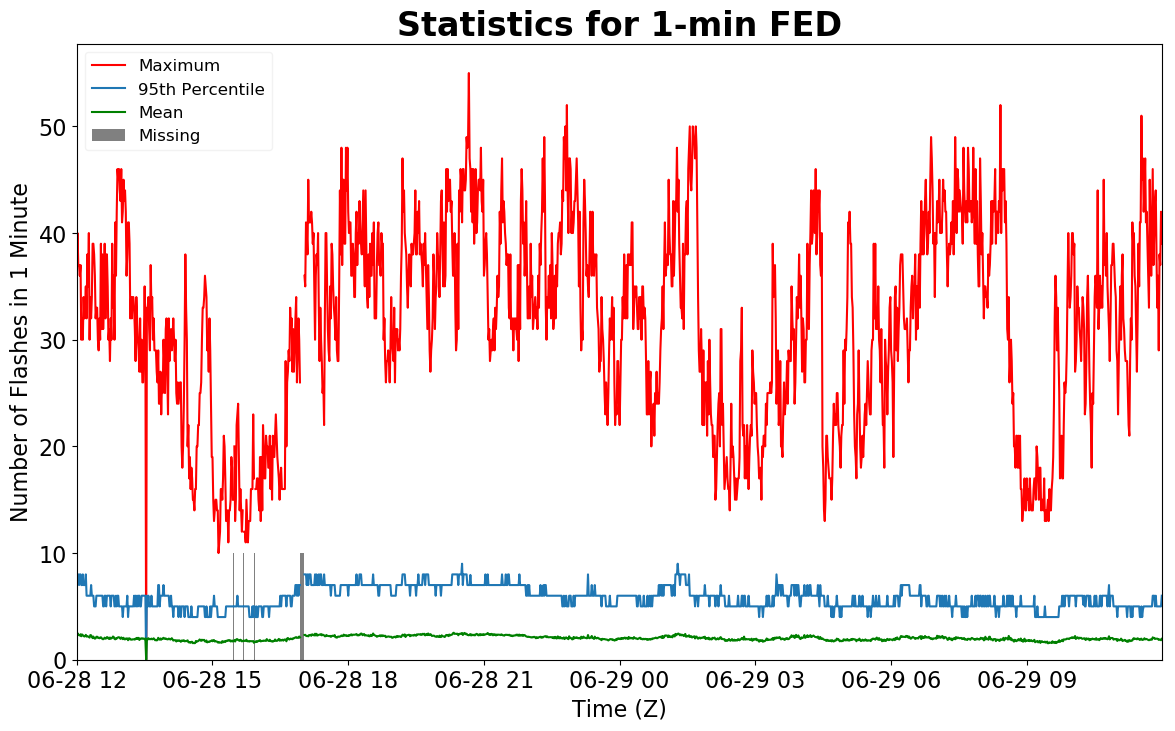 Statistics for 1-min FED
Maximum
95th Percentile
Mean
Missing
Number of Flashes in 1 Minute
50
40
30
20
10
0
06-28 12 06-28 15 06-28 18 06-28 21 06-29 00 06-29 03 06-29 06 06-29 09
Time (Z)